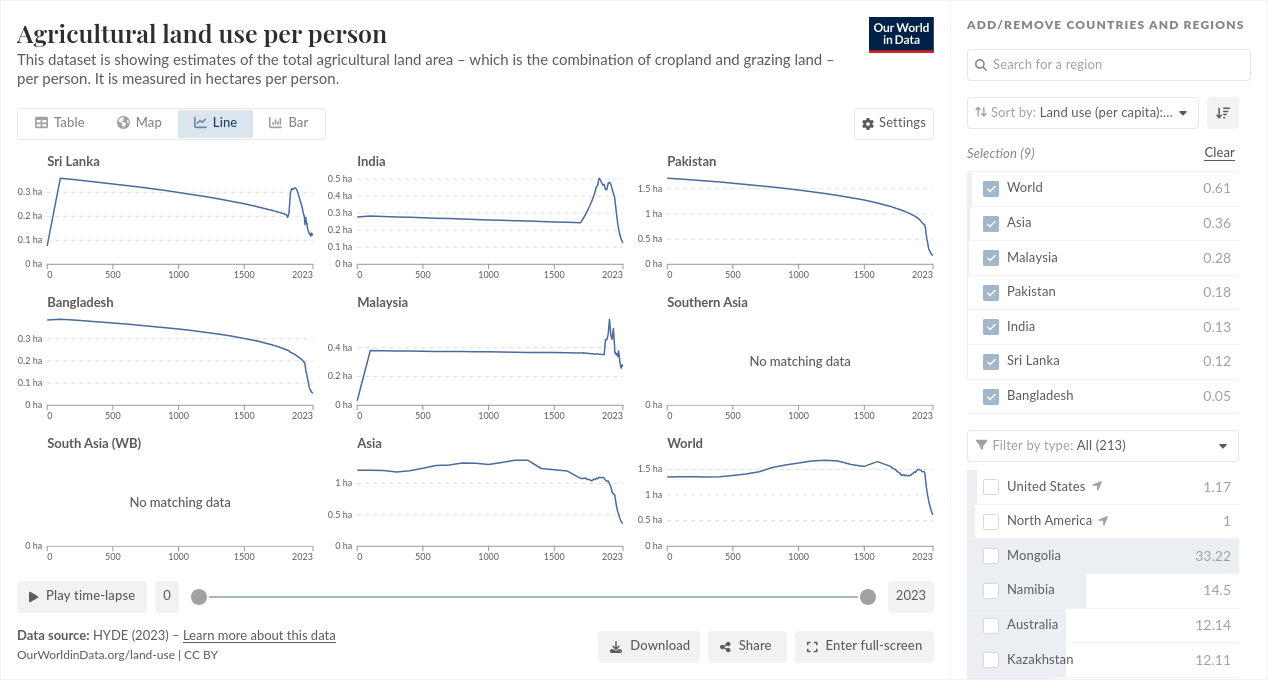 Agricultural land use per person
This dataset is showing estimates of the total agricultural land area – which is the combination of cropland and grazing land –
per person. It is measured in hectares per person.
Our World
in Data
Table
Map
Line
Bar
Settings
Sri Lanka
0.3 ha
0.2 ha
0.1 ha
0 ha
0
500
1000
1500
2023
India
0.5 ha
0.4 ha
0.3 ha
0.2 ha
0.1 ha
0 ha
0
500
1000
1500
2023
Pakistan
1.5 ha
1 ha
0.5 ha
0 ha
0
500
1000
1500
2023
Bangladesh
0.3 ha
0.2 ha
0.1 ha
0 ha
0
500
1000
1500
2023
Malaysia
0.4 ha
0.2 ha
0 ha
0
500
1000
1500
2023
Southern Asia
No matching data
0 ha
0
500
1000
1500
2023
South Asia (WB)
No matching data
0 ha
0
500
1000
1500
2023
Asia
1 ha
0.5 ha
0 ha
0
500
1000
1500
2023
World
1.5 ha
1 ha
0.5 ha
0 ha
0
500
1000
1500
2023
Play time-lapse
0
2023
Data source: HYDE (2023) – Learn more about this data
OurWorldinData.org/land-use | CC BY
Download
Share
Enter full-screen
ADD/REMOVE COUNTRIES AND REGIONS
Search for a region
Sort by: Land use (per capita):...
Selection (9)
Clear
World 0.61
Asia 0.36
Malaysia 0.28
Pakistan 0.18
India 0.13
Sri Lanka 0.12
Bangladesh 0.05
Filter by type: All (213)
United States 1.17
North America 1
Mongolia 33.22
Namibia 14.5
Australia 12.14
Kazakhstan 12.11